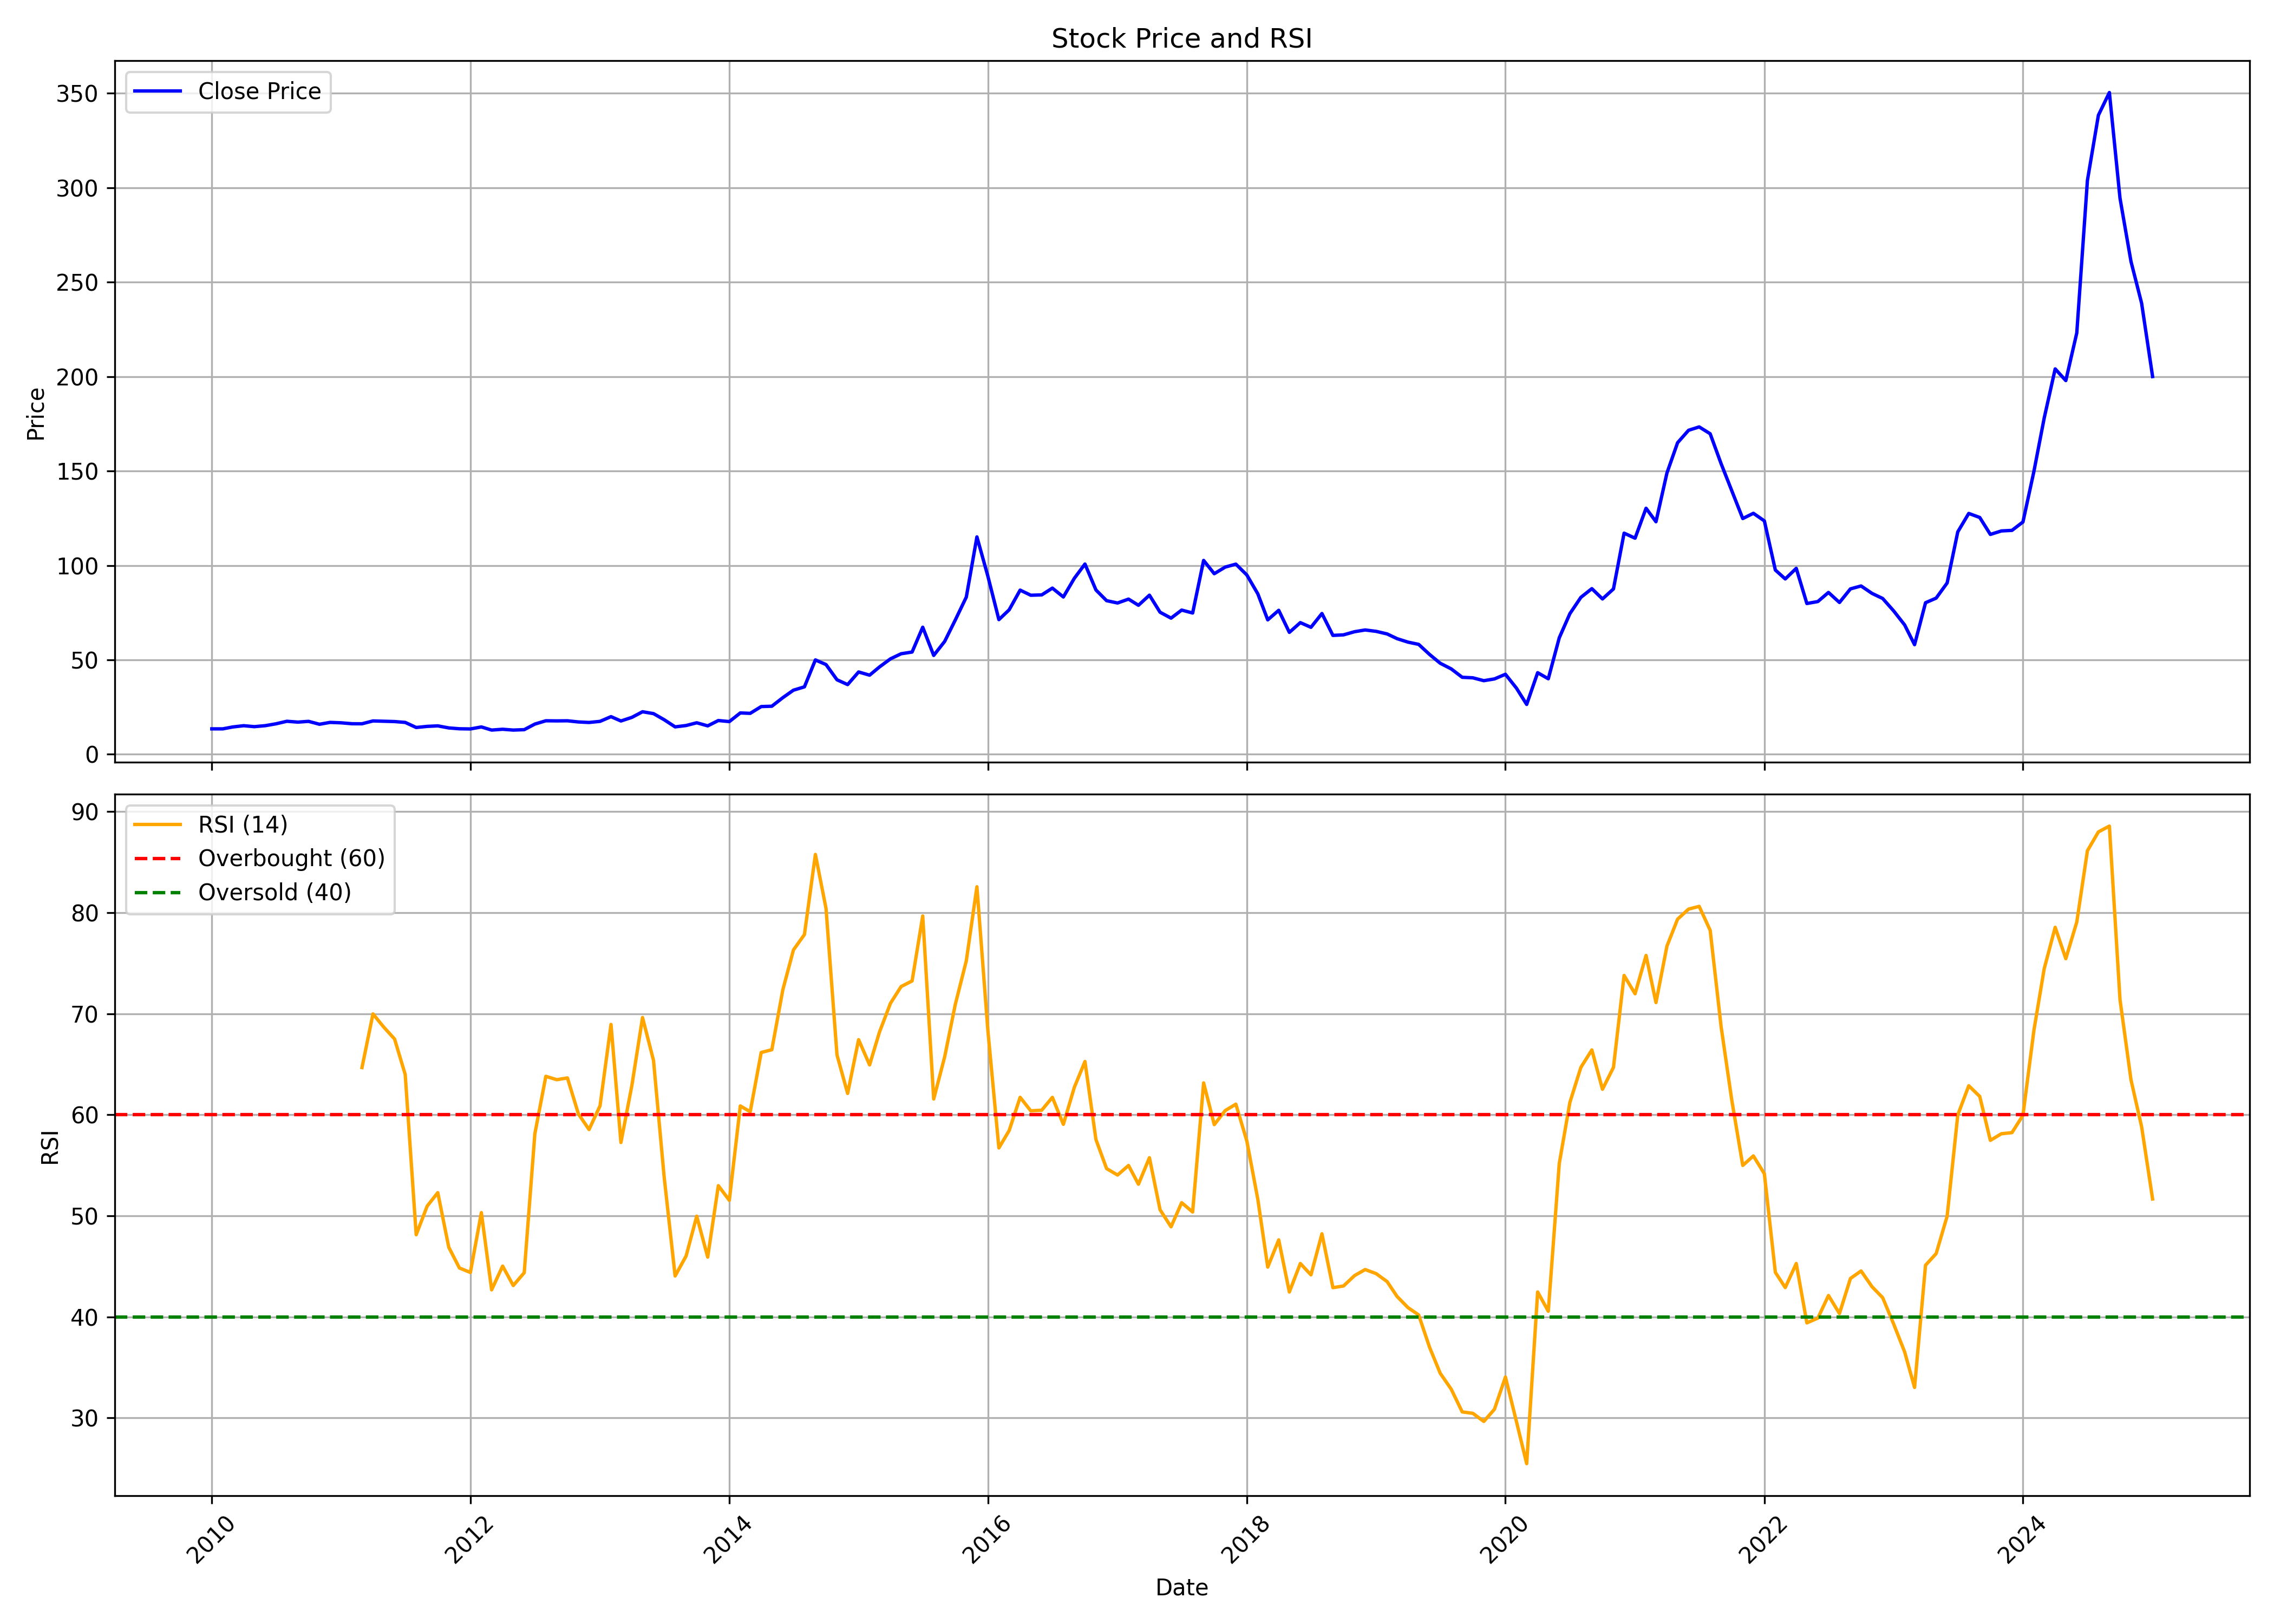 Stock Price and RSI
Close Price
350
300
250
200
150
100
50
0
Price
RSI (14)
Overbought (60)
Oversold (40)
90
80
70
60
50
40
30
RSI
2010
2012
2014
2016
2018
2020
2022
2024
Date